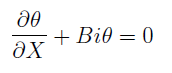 ∂θ/∂X + Biθ = 0